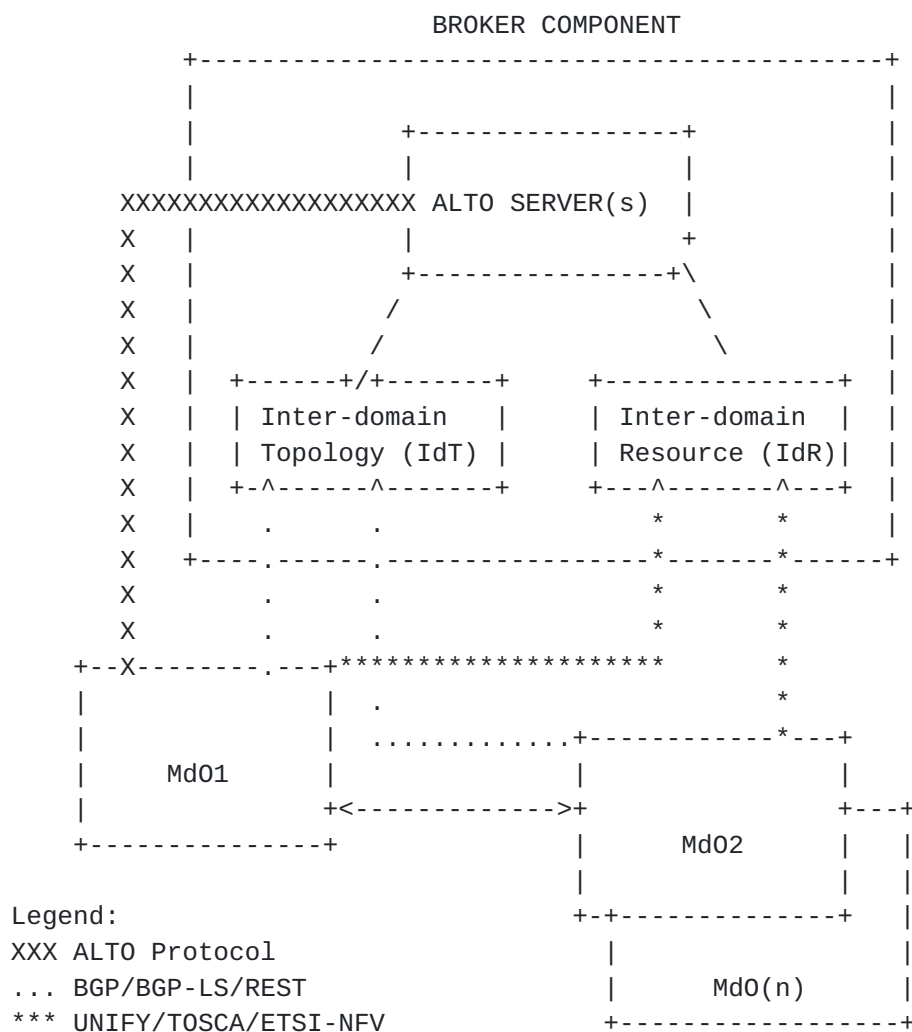 BROKER COMPONENT
XXXXXXXXXXXXXXXXXXX ALTO SERVER(s)
X
X
X
X
X
X Inter-domain Inter-domain
X Topology (IdT) Resource (IdR)
X
X
X
X
X
X
MdO1
MdO2
Legend:
XXX ALTO Protocol
... BGP/BGP-LS/REST MdO(n)
*** UNIFY/TOSCA/ETSI-NFV